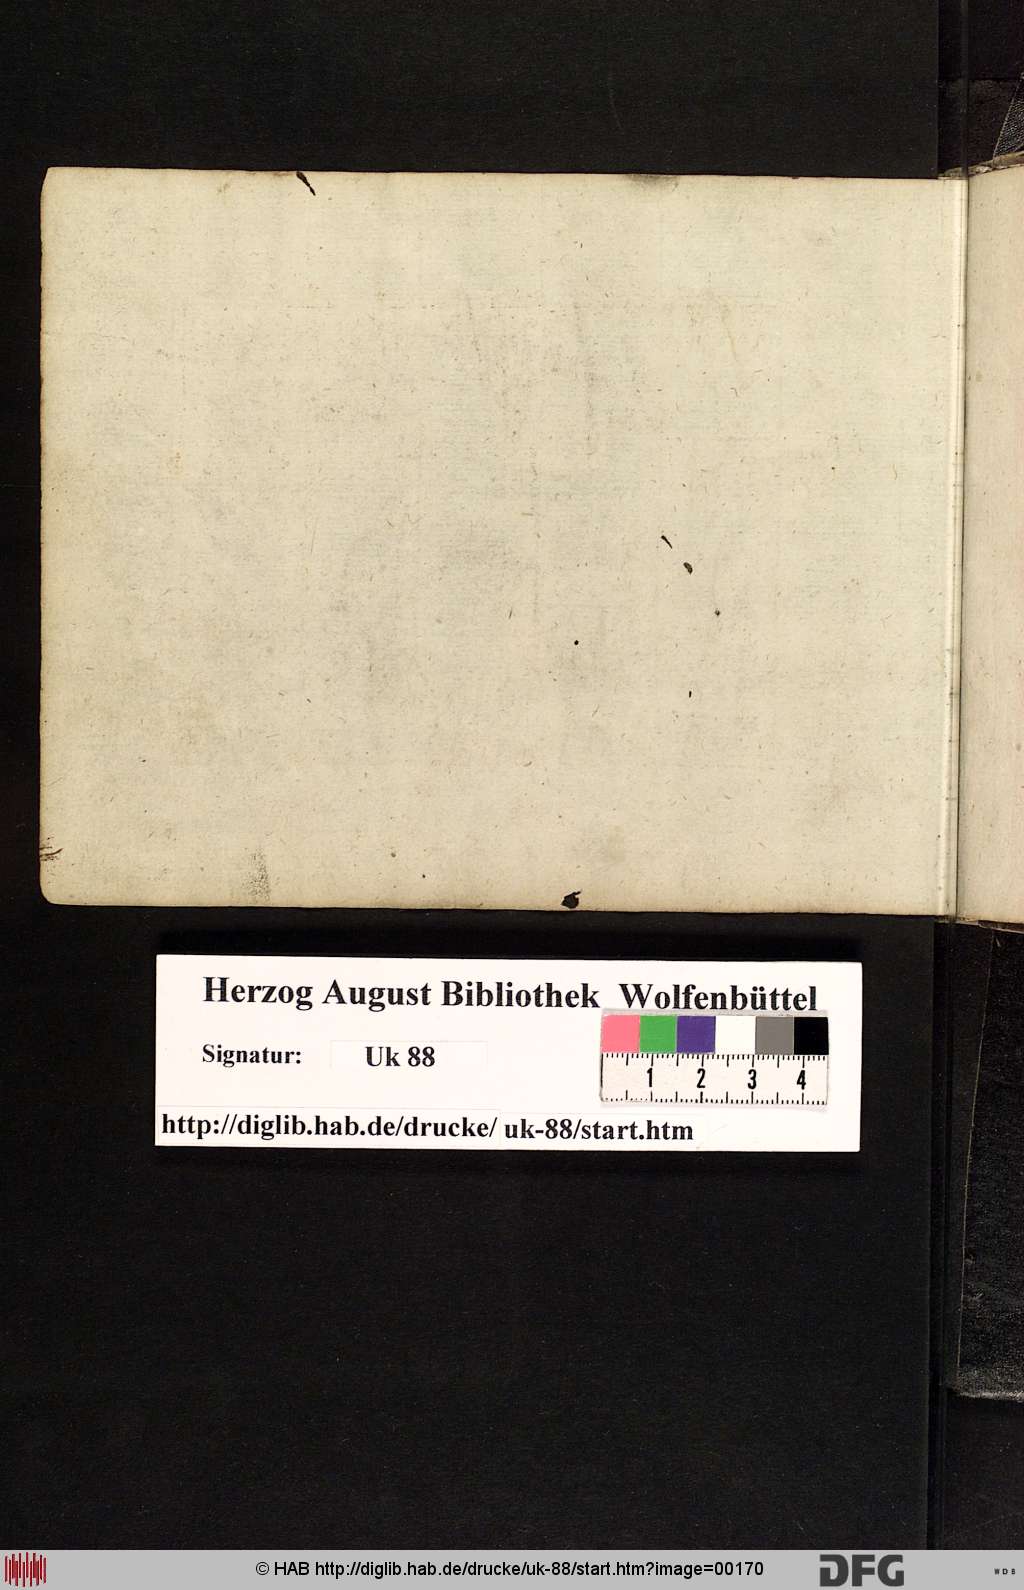 Herzog August Bibliothek Wolfenbüttel
Signatur: Uk 88
1 2 3 4
http://diglib.hab.de/drucke/ uk-88/start.htm
© HAB http://diglib.hab.de/drucke/uk-88/start.htm?image=00170
DFG
WDB